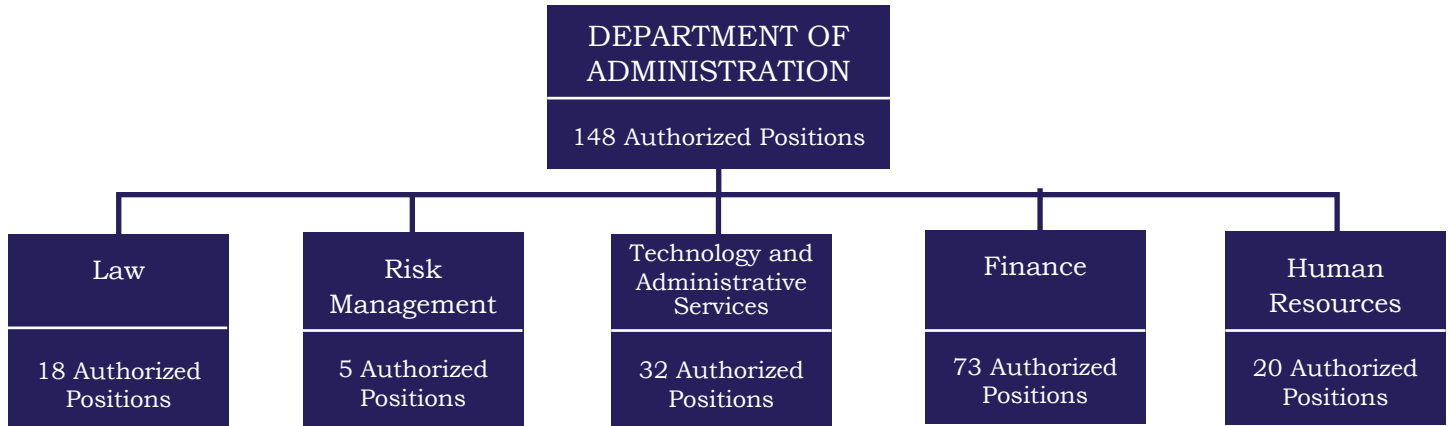 DEPARTMENT OF
ADMINISTRATION
148 Authorized Positions
Law
18 Authorized
Positions
Risk
Management
5 Authorized
Positions
Technology and
Administrative
Services
32 Authorized
Positions
Finance
73 Authorized
Positions
Human
Resources
20 Authorized
Positions